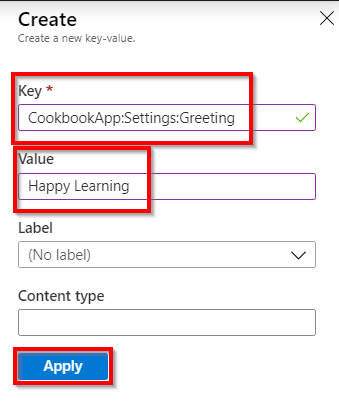 Create
Create a new key-value.
Key *
CookbookApp:Settings:Greeting
Value
Happy Learning
Label
(No label)
Content type
Apply